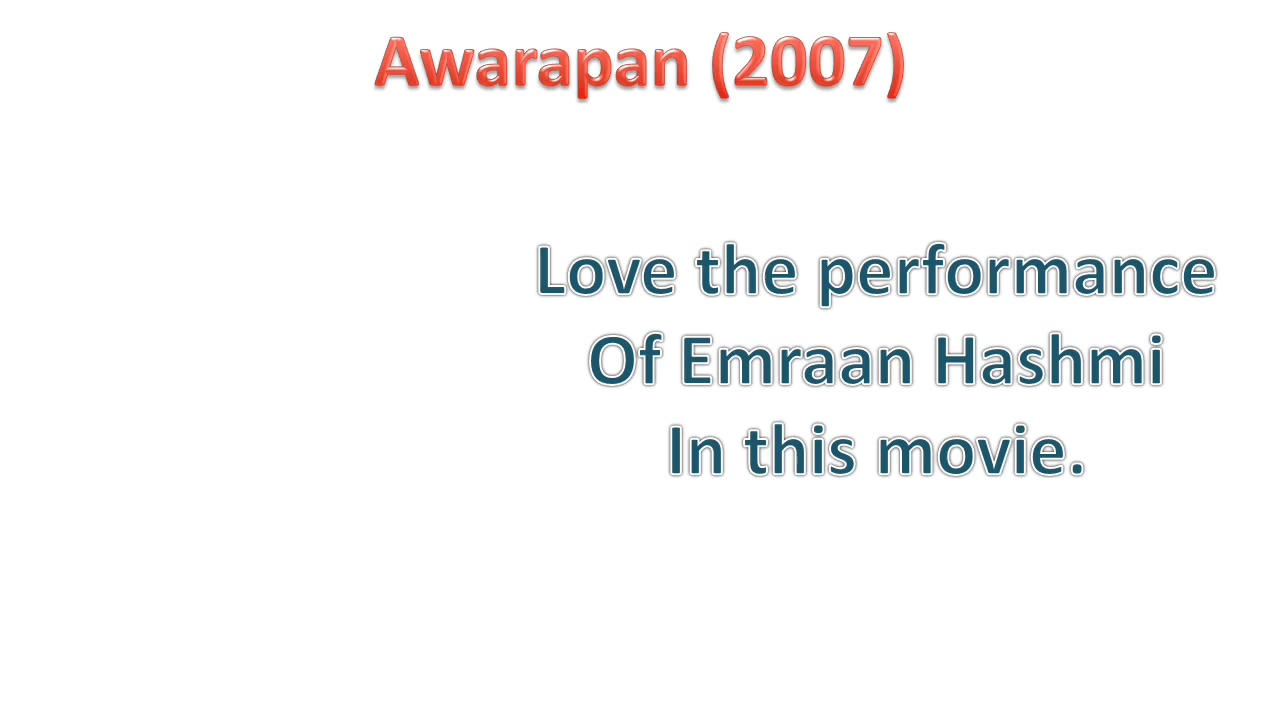 Awarapan (2007)
Love the performance
Of Emraan Hashmi
In this movie.